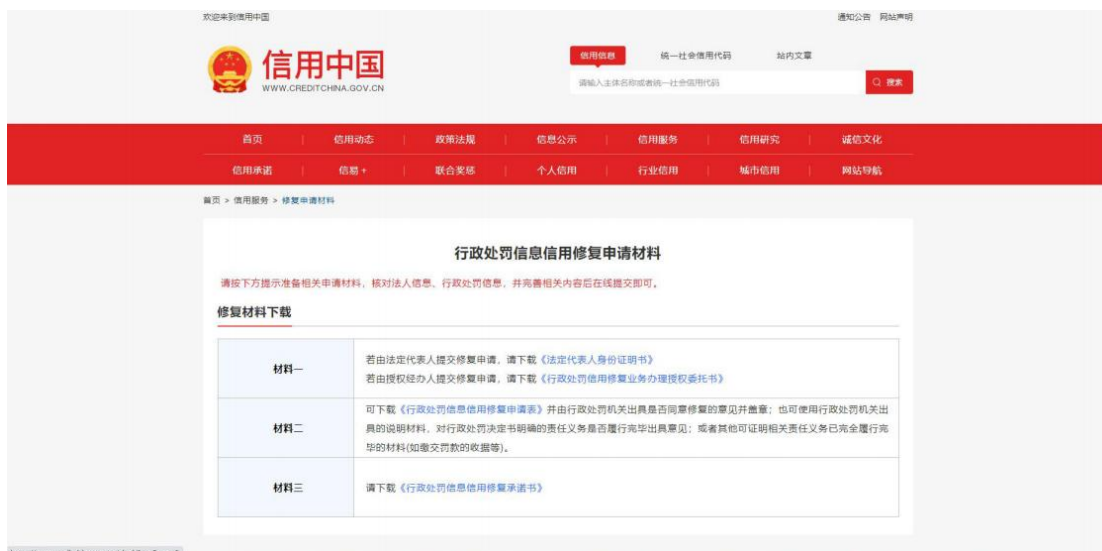 欢迎来到信用中国
通知公告 网站声明
信用中国
WWW.CREDITCHINA.GOV.CN
信用信息 统一社会信用代码 站内文章
请输入主体名称或者统一社会信用代码
搜索
首页 | 信用动态 | 政策法规 | 信息公示 | 信用服务 | 信用研究 | 诚信文化
信用承诺 | 信易+ | 联合奖惩 | 个人信用 | 行业信用 | 城市信用 | 网站导航
首页 > 信用服务 > 修复申请材料
行政处罚信息信用修复申请材料
请按下方提示准备相关申请材料，核对法人信息、行政处罚信息，并完善相关内容后在线提交即可。
修复材料下载
材料一
若由法定代表人提交修复申请，请下载《法定代表人身份证明书》
若由授权经办人提交修复申请，请下载《行政处罚信用修复业务办理授权委托书》
材料二
可下载《行政处罚信息信用修复申请表》并由行政处罚机关出具是否同意修复的意见并盖章；也可使用行政处罚机关出
具的说明材料，对行政处罚决定书明确的责任义务是否履行完毕出具意见；或者其他可证明相关责任义务已完全履行完
毕的材料(如缴交罚款的收据等)。
材料三
请下载《行政处罚信息信用修复承诺书》